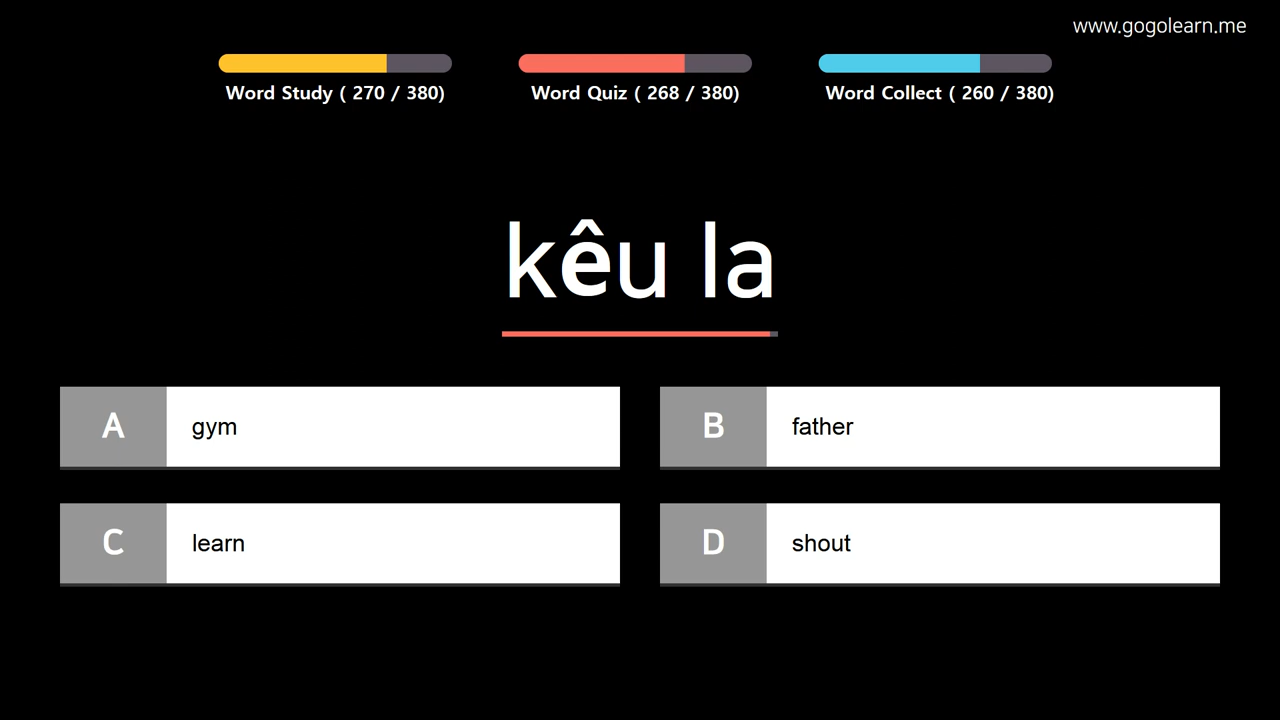 www.gogolearn.me
Word Study ( 270 / 380)
Word Quiz ( 268 / 380)
Word Collect ( 260 / 380)
kêu la
A gym
B father
C learn
D shout